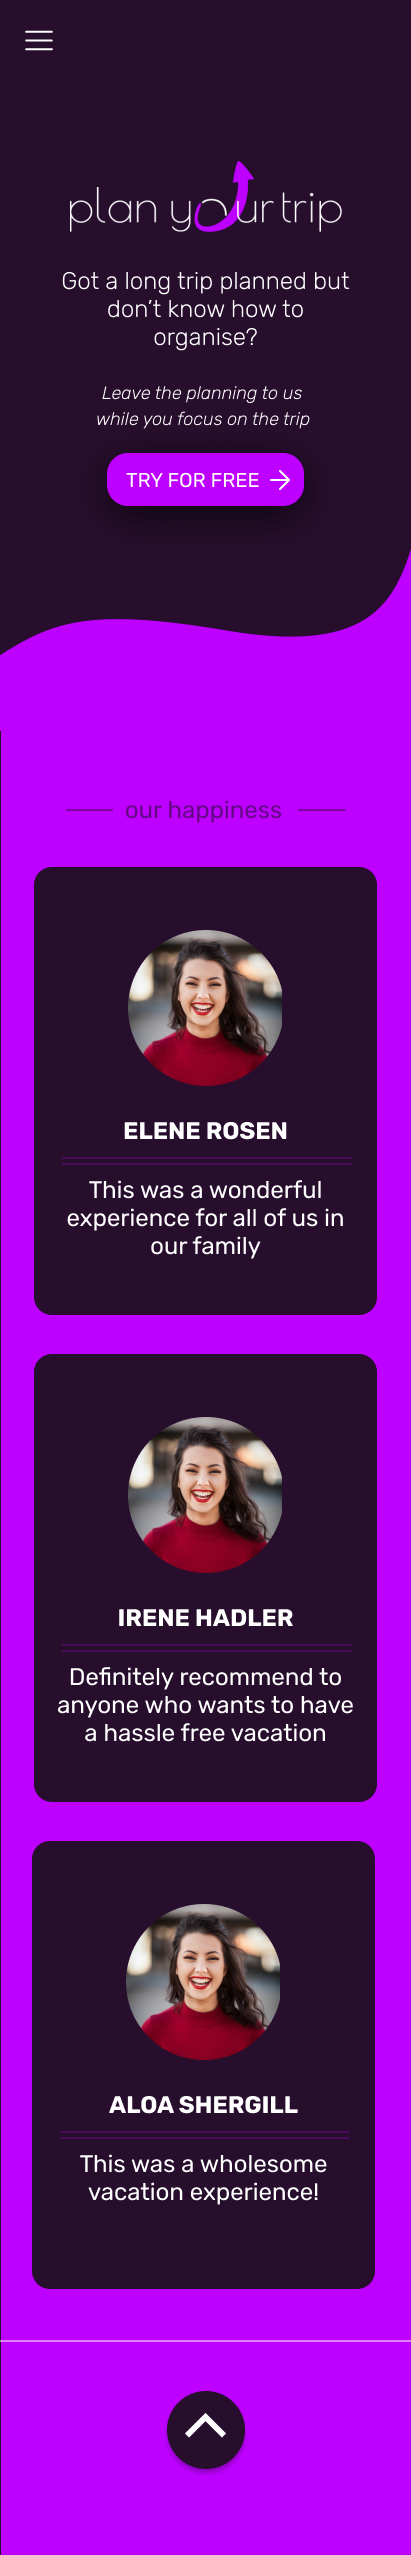 plan your trip
Got a long trip planned but
don't know how to
organise?
Leave the planning to us
while you focus on the trip
TRY FOR FREE
our happiness
ELENE ROSEN
This was a wonderful
experience for all of us in
our family
IRENE HADLER
Definitely recommend to
anyone who wants to have
a hassle free vacation
ALOA SHERGILL
This was a wholesome
vacation experience!